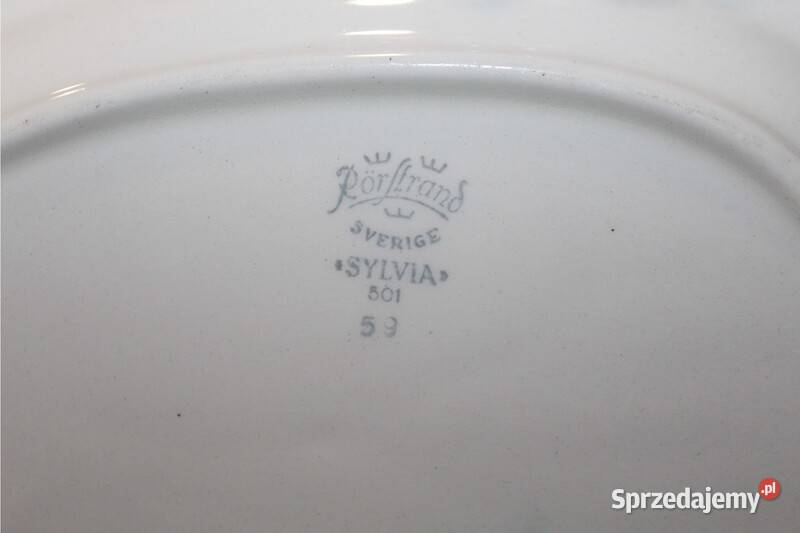 Rörstrand
SVERIGE
"SYLVIA"
501
59
Sprzedajemy.pl